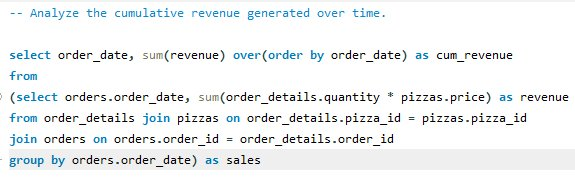 -- Analyze the cumulative revenue generated over time.
select order_date, sum(revenue) over(order by order_date) as cum_revenue
from
(select orders.order_date, sum(order_details.quantity * pizzas.price) as revenue
from order_details join pizzas on order_details.pizza_id = pizzas.pizza_id
join orders on orders.order_id = order_details.order_id
group by orders.order_date) as sales